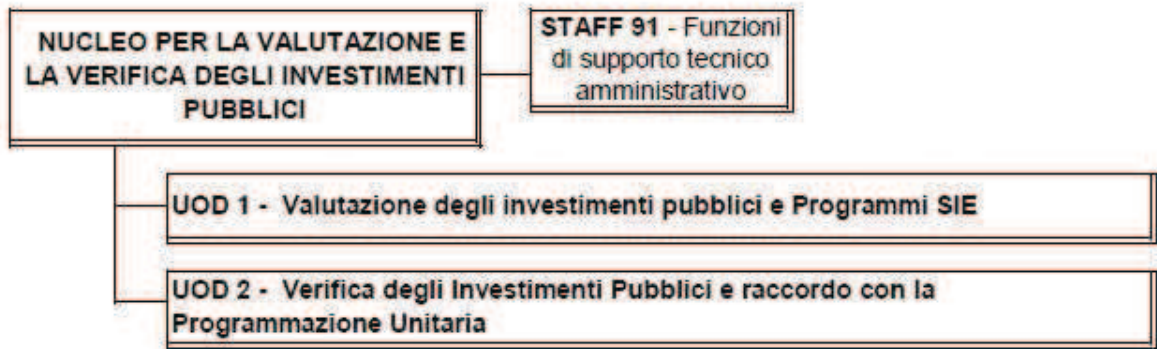 NUCLEO PER LA VALUTAZIONE E
LA VERIFICA DEGLI INVESTIMENTI
PUBBLICI
STAFF 91 - Funzioni
di supporto tecnico
amministrativo
UOD 1 - Valutazione degli investimenti pubblici e Programmi SIE
UOD 2 - Verifica degli Investimenti Pubblici e raccordo con la
Programmazione Unitaria